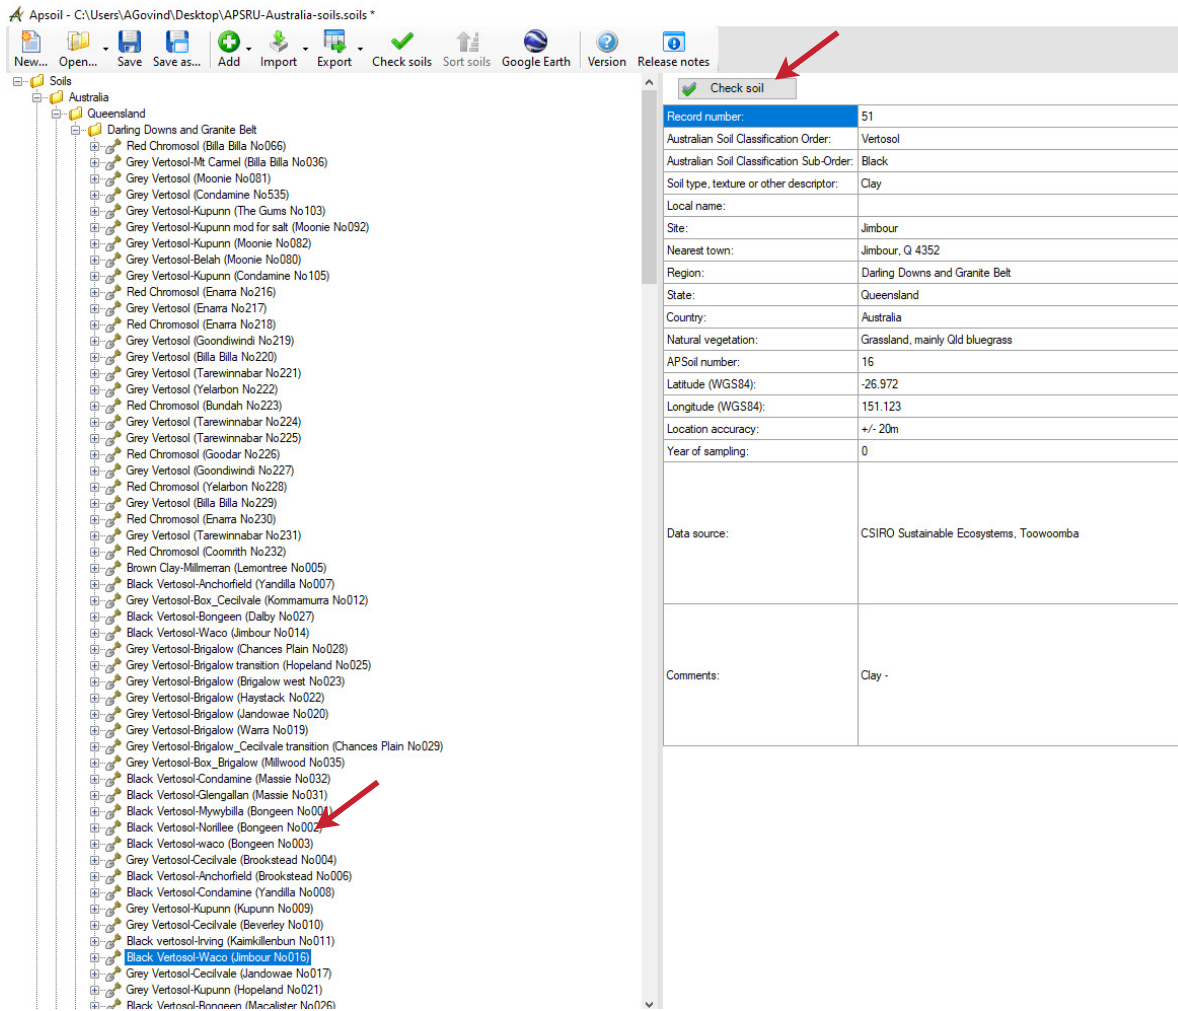 Apsoil - C:\Users\AGovind\Desktop\APSRU-Australia-soils.soils *
New... Open... Save Save as... Add Import Export Check soils Sort soils Google Earth Version Release notes
Soils
Australia
Queensland
Darling Downs and Granite Belt
Red Chromosol (Billa Billa No066)
Grey Vertosol-Mt Carmel (Billa Billa No036)
Grey Vertosol (Moonie No081)
Grey Vertosol (Condamine No535)
Grey Vertosol-Kupunn (The Gums No103)
Grey Vertosol-Kupunn mod for salt (Moonie No092)
Grey Vertosol-Kupunn (Moonie No082)
Grey Vertosol-Belah (Moonie No080)
Grey Vertosol-Kupunn (Condamine No105)
Red Chromosol (Enarra No216)
Grey Vertosol (Enarra No217)
Red Chromosol (Enarra No218)
Grey Vertosol (Goondiwindi No219)
Grey Vertosol (Billa Billa No220)
Grey Vertosol (Tarewinnabar No221)
Grey Vertosol (Yelarbon No222)
Red Chromosol (Bundah No223)
Grey Vertosol (Tarewinnabar No224)
Grey Vertosol (Tarewinnabar No225)
Red Chromosol (Goodar No226)
Grey Vertosol (Goondiwindi No227)
Red Chromosol (Yelarbon No228)
Grey Vertosol (Billa Billa No229)
Red Chromosol (Enarra No230)
Grey Vertosol (Tarewinnabar No231)
Red Chromosol (Coomrith No232)
Brown Clay-Millmerran (Lemontree No005)
Black Vertosol-Anchorfield (Yandilla No007)
Grey Vertosol-Box_Cecilvale (Kommamurra No012)
Black Vertosol-Bongeen (Dalby No027)
Black Vertosol-Waco (Jimbour No014)
Grey Vertosol-Brigalow (Chances Plain No028)
Grey Vertosol-Brigalow transition (Hopeland No025)
Grey Vertosol-Brigalow (Brigalow west No023)
Grey Vertosol-Brigalow (Haystack No022)
Grey Vertosol-Brigalow (Jandowae No020)
Grey Vertosol-Brigalow (Warra No019)
Grey Vertosol-Brigalow_Cecilvale transition (Chances Plain No029)
Grey Vertosol-Box_Brigalow (Millwood No035)
Black Vertosol-Condamine (Massie No032)
Black Vertosol-Glengallan (Massie No031)
Black Vertosol-Mywybilla (Bongeen No001)
Black Vertosol-Norillee (Bongeen No002)
Black Vertosol-waco (Bongeen No003)
Grey Vertosol-Cecilvale (Brookstead No004)
Black Vertosol-Anchorfield (Brookstead No006)
Black Vertosol-Condamine (Yandilla No008)
Grey Vertosol-Kupunn (Kupunn No009)
Grey Vertosol-Cecilvale (Beverley No010)
Black vertosol-Irving (Kaimkillenbun No011)
Black Vertosol-Waco (Jimbour No016)
Grey Vertosol-Cecilvale (Jandowae No017)
Grey Vertosol-Kupunn (Hopeland No021)
Black Vertosol-Bongeen (Macalister No026)
Check soil
Record number: 51
Australian Soil Classification Order: Vertosol
Australian Soil Classification Sub-Order: Black
Soil type, texture or other descriptor: Clay
Local name:
Site: Jimbour
Nearest town: Jimbour, Q 4352
Region: Darling Downs and Granite Belt
State: Queensland
Country: Australia
Natural vegetation: Grassland, mainly Qld bluegrass
APSoil number: 16
Latitude (WGS84): -26.972
Longitude (WGS84): 151.123
Location accuracy: +/- 20m
Year of sampling: 0
Data source: CSIRO Sustainable Ecosystems, Toowoomba
Comments: Clay -